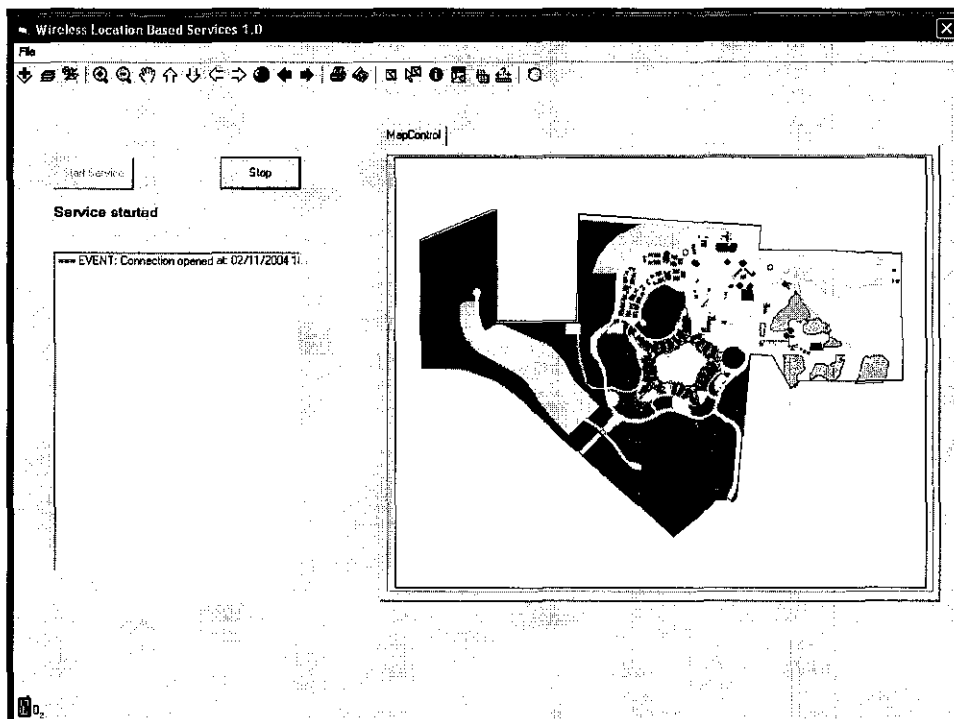 Wireless Location Based Services 1.0
File
MapControl
Start Service
Stop
Service started
*** EVENT: Connection opened at: 02/11/2004 1